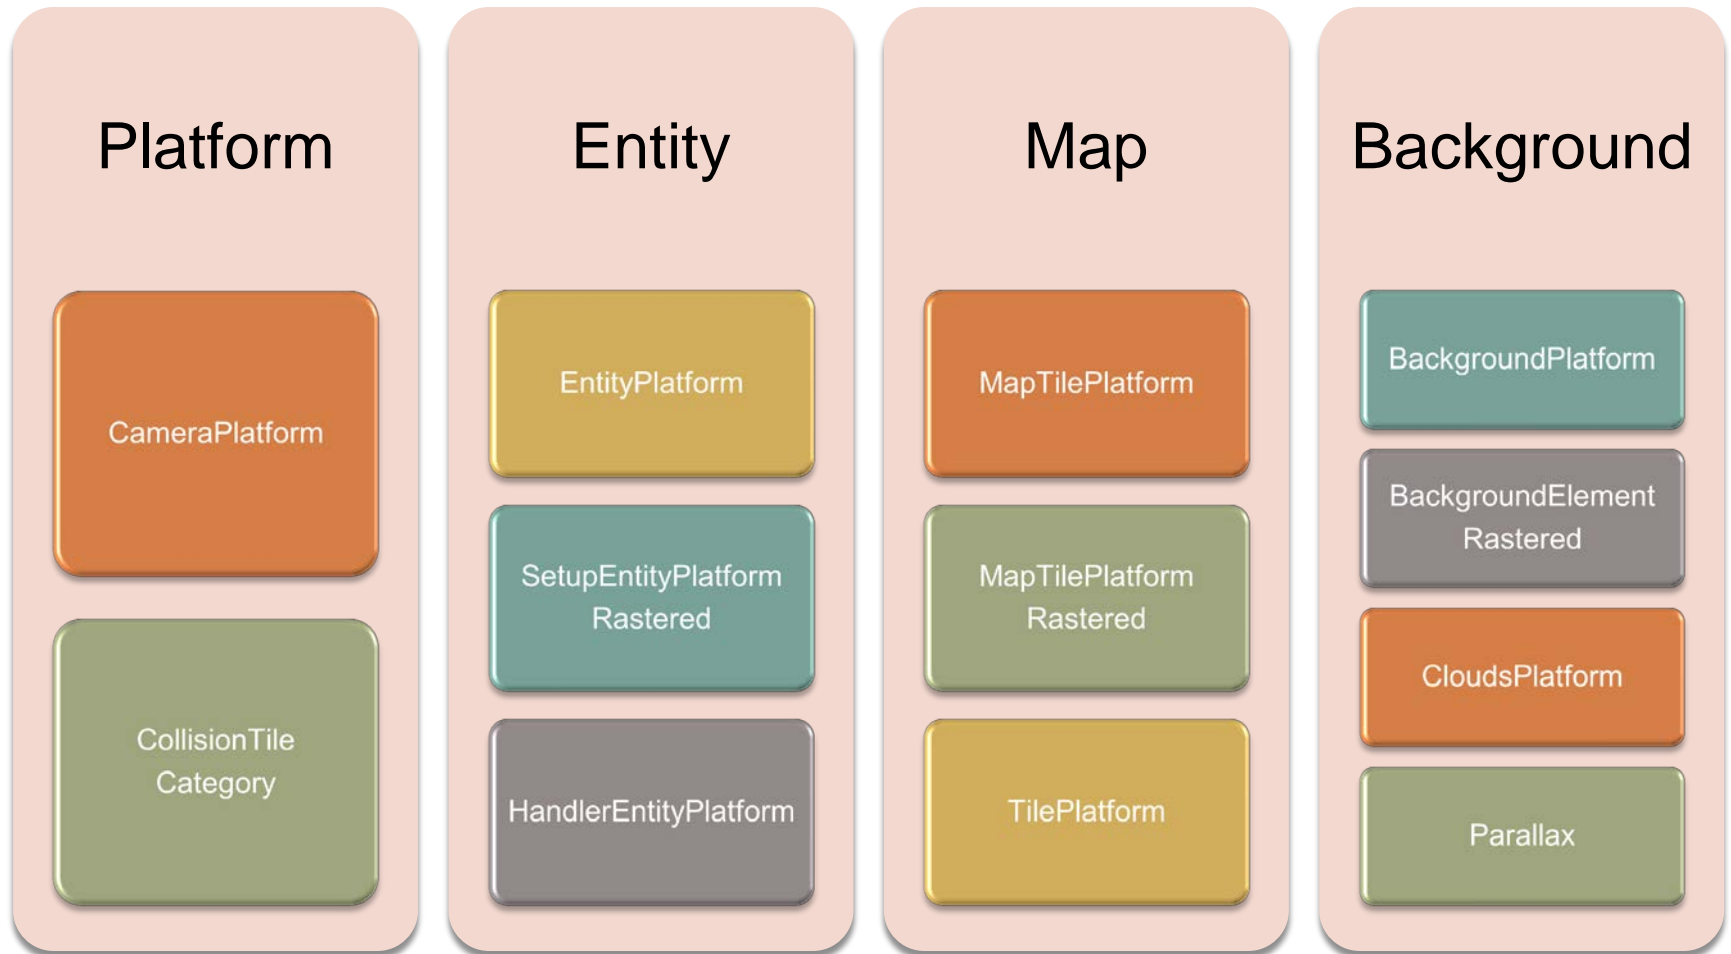 Platform
CameraPlatform
CollisionTile
Category
Entity
EntityPlatform
SetupEntityPlatform
Rastered
HandlerEntityPlatform
Map
MapTilePlatform
MapTilePlatform
Rastered
TilePlatform
Background
BackgroundPlatform
BackgroundElement
Rastered
CloudsPlatform
Parallax